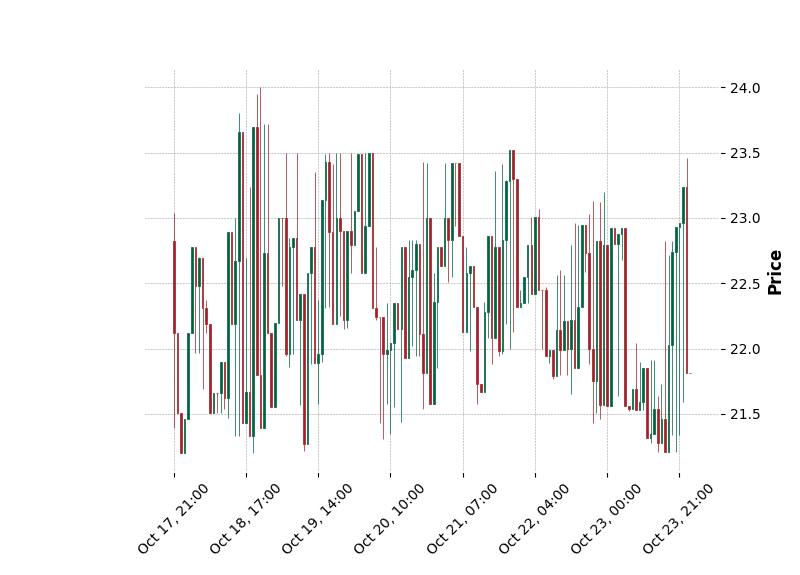 24.0
23.5
23.0
22.5
22.0
21.5
Price
Oct 17, 21:00
Oct 18, 17:00
Oct 19, 14:00
Oct 20, 10:00
Oct 21, 07:00
Oct 22, 04:00
Oct 23, 00:00
Oct 23, 21:00